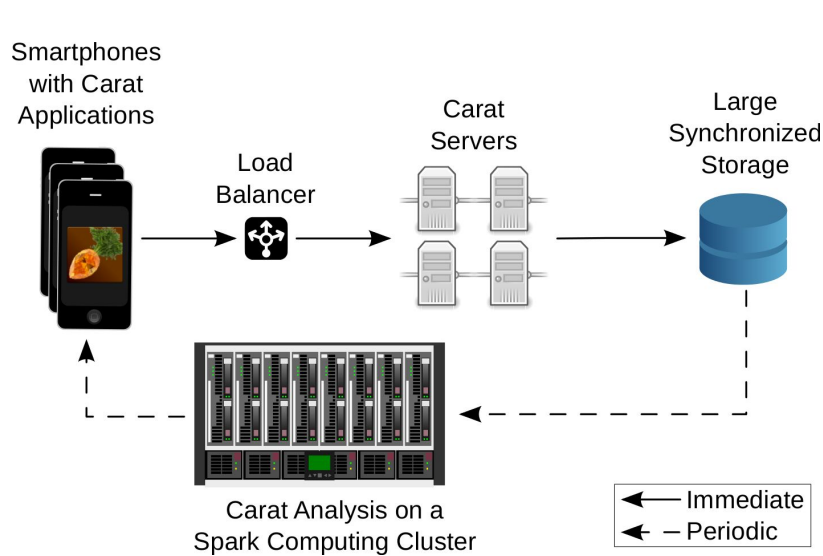 Smartphones
with Carat
Applications
Load
Balancer
Carat
Servers
Large
Synchronized
Storage
Carat Analysis on a
Spark Computing Cluster
Immediate
Periodic